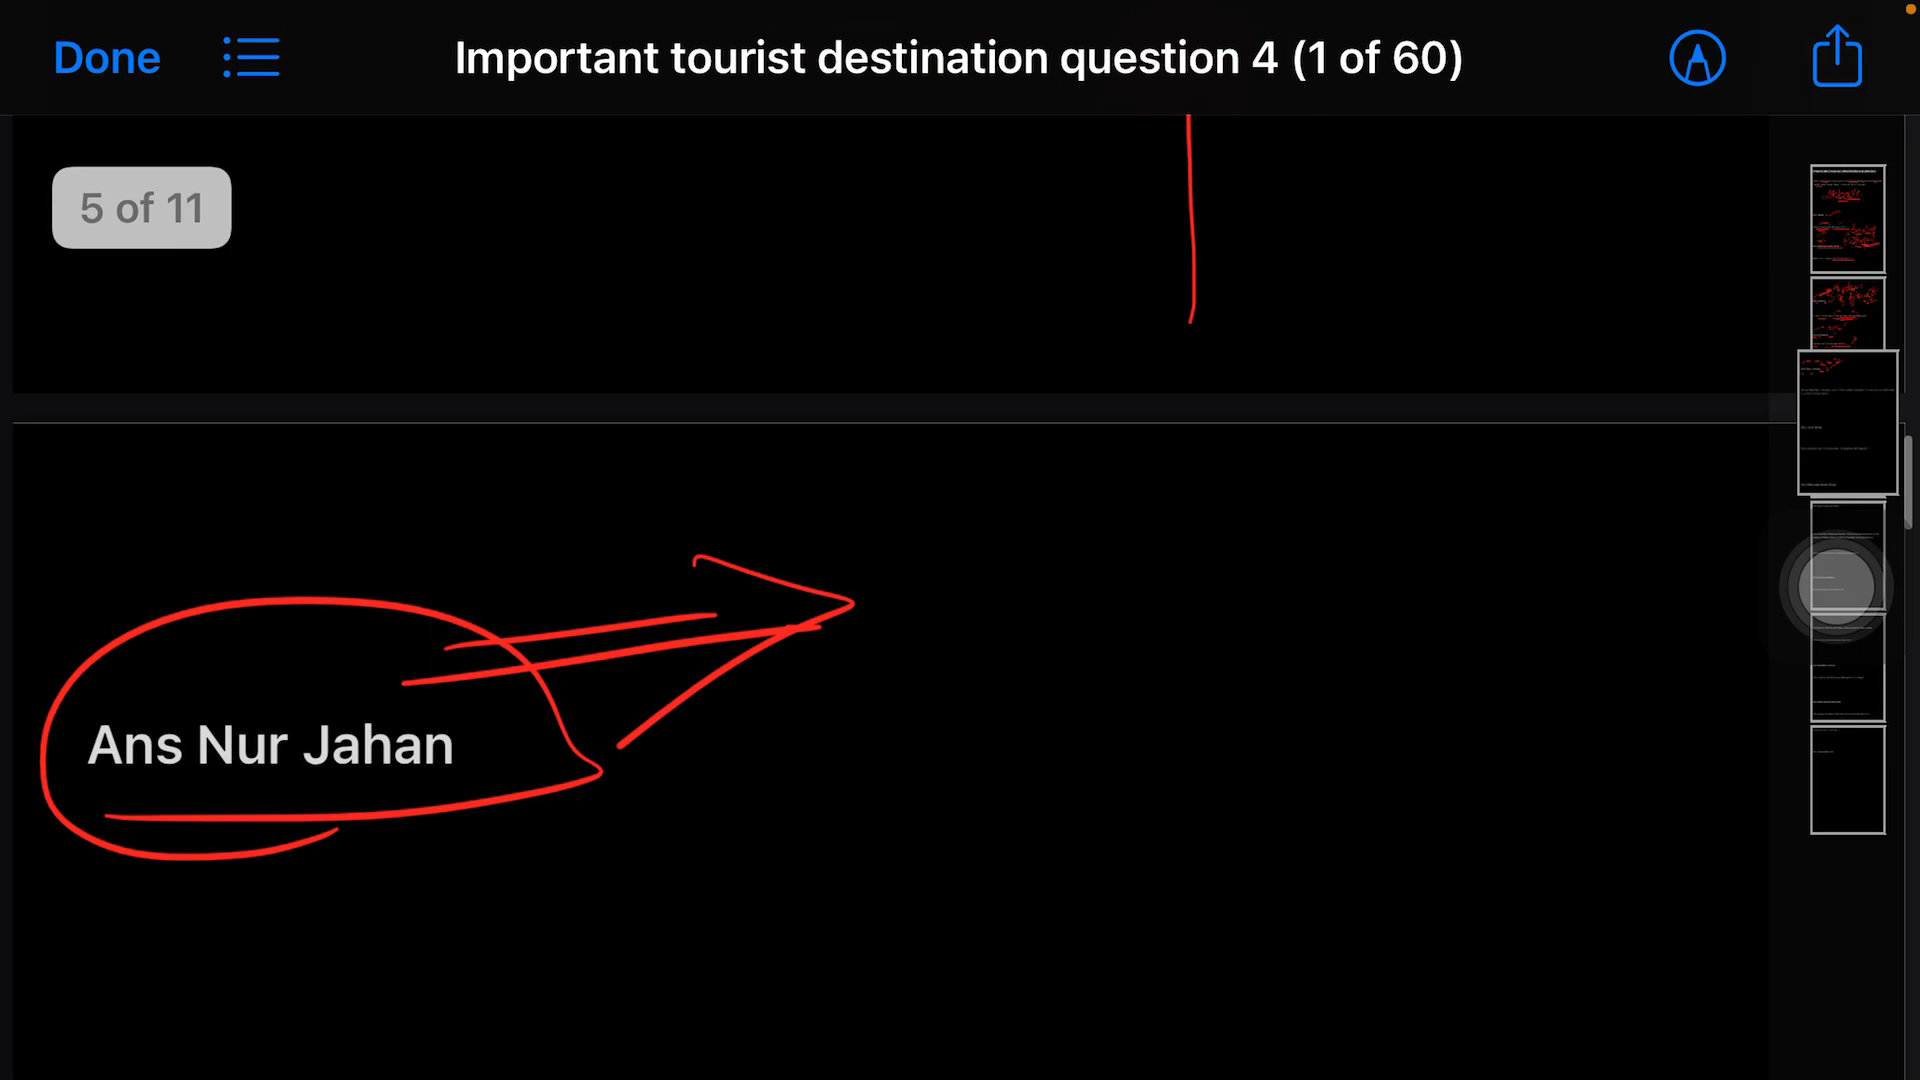 Done
Important tourist destination question 4 (1 of 60)
5 of 11
Ans Nur Jahan